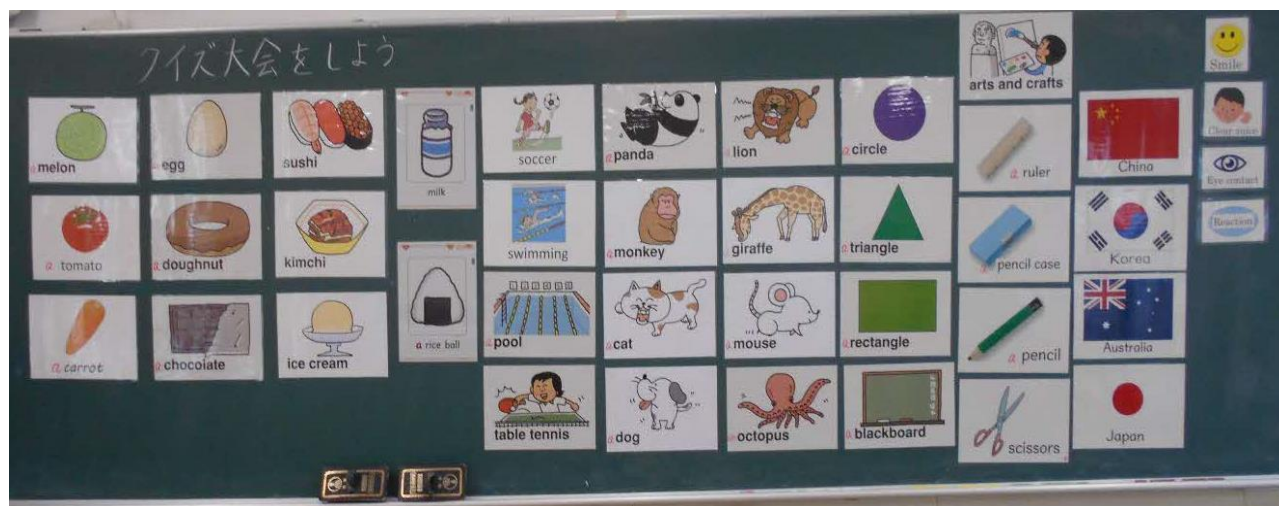 クイズ大会をしよう
a melon
egg
sushi
milk
soccer
a panda
a lion
a circle
arts and crafts
a ruler
China
Smile
Clear voice
Eye contact
Reaction
a tomato
a doughnut
kimchi
a rice ball
swimming
a monkey
giraffe
a triangle
a pencil case
Korea
a carrot
a chocolate
ice cream
a pool
a cat
a mouse
a rectangle
a pencil
Australia
table tennis
a dog
octopus
a blackboard
scissors
Japan